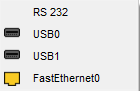 RS 232
USB0
USB1
FastEthernet0